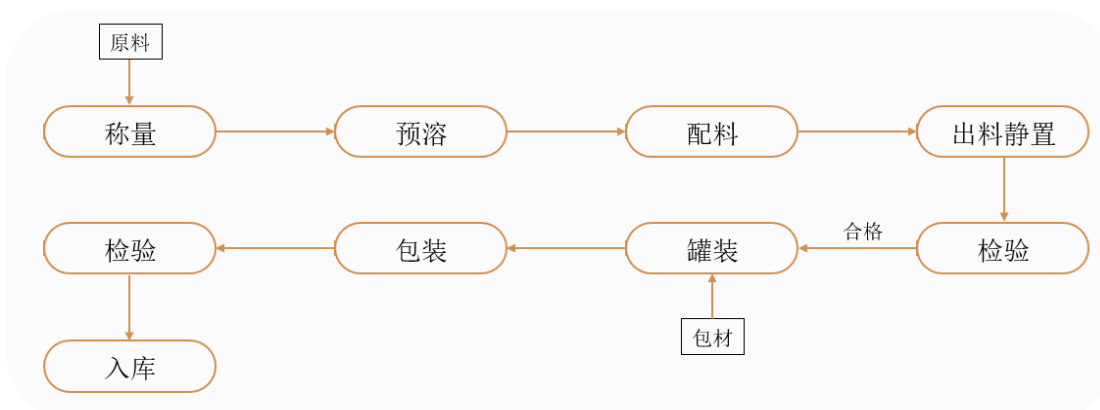 原料
称量
预溶
配料
出料静置
检验
合格
罐装
包材
包装
检验
入库